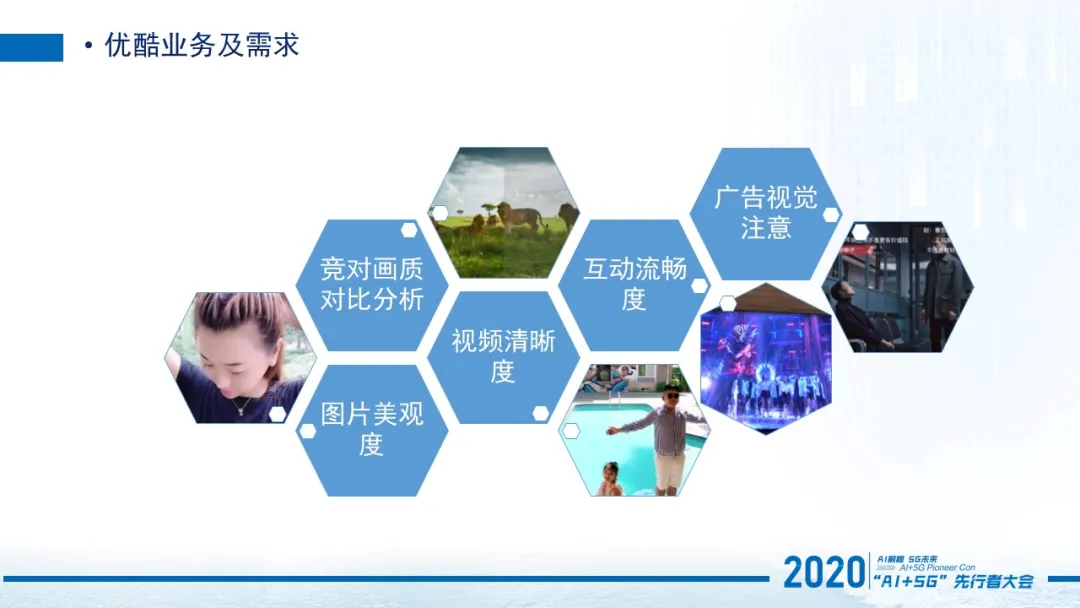 • 优酷业务及需求
广告视觉
注意
竞对画质
对比分析
互动流畅
度
视频清晰
度
图片美观
度
2020
AI解锢 5G未来
AI+5G Pioneer Con
“AI+5G”先行者大会